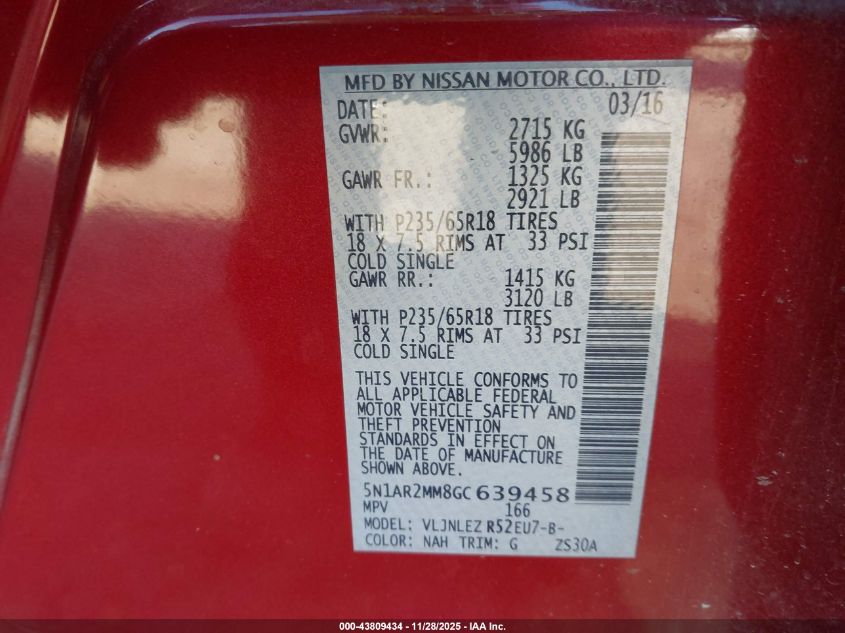 MFD BY NISSAN MOTOR CO., LTD.
DATE: 03/16
GVWR: 2715 KG
5986 LB
GAWR FR.: 1325 KG
2921 LB
WITH P235/65R18 TIRES
18 X 7.5 RIMS AT 33 PSI
COLD SINGLE
GAWR RR.: 1415 KG
3120 LB
WITH P235/65R18 TIRES
18 X 7.5 RIMS AT 33 PSI
COLD SINGLE
THIS VEHICLE CONFORMS TO
ALL APPLICABLE FEDERAL
MOTOR VEHICLE SAFETY AND
THEFT PREVENTION
STANDARDS IN EFFECT ON
THE DATE OF MANUFACTURE
SHOWN ABOVE.
5N1AR2MM8GC639458
MPV 166
MODEL: VLJNLEZ R52EU7-B-
COLOR: NAH TRIM: G ZS30A
000-43809434 - 11/28/2025 - IAA Inc.